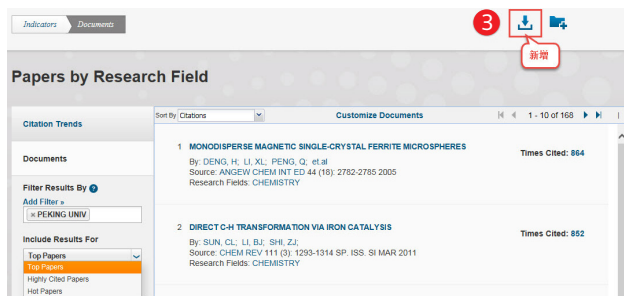 Indicators Documents
3
新增
Papers by Research Field
Citation Trends
Documents
Filter Results By ?
Add Filter »
× PEKING UNIV
Include Results For
Top Papers
Top Papers
Highly Cited Papers
Hot Papers
Sort By Citations Customize Documents 1 - 10 of 168
1 MONODISPERSE MAGNETIC SINGLE-CRYSTAL FERRITE MICROSPHERES
Times Cited: 864
By: DENG, H; LI, XL; PENG, Q; et.al
Source: ANGEW CHEM INT ED 44 (18): 2782-2785 2005
Research Fields: CHEMISTRY
2 DIRECT C-H TRANSFORMATION VIA IRON CATALYSIS
Times Cited: 852
By: SUN, CL; LI, BJ; SHI, ZJ;
Source: CHEM REV 111 (3): 1293-1314 SP. ISS. SI MAR 2011
Research Fields: CHEMISTRY